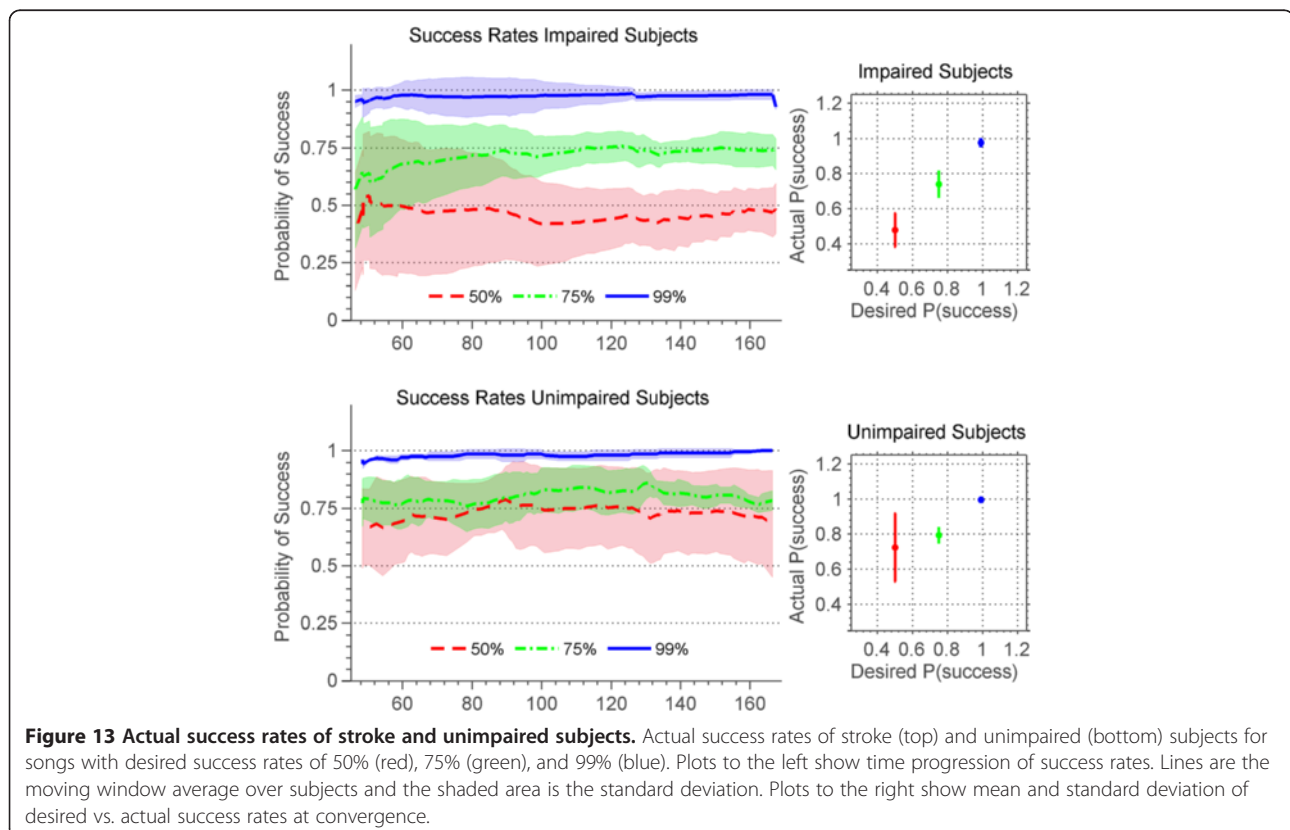 Success Rates Impaired Subjects
Probability of Success
1
0.75
0.5
0.25
0
50% 75% 99%
60 80 100 120 140 160
Impaired Subjects
Actual P(success)
1.2
1
0.8
0.6
0.4
0.4 0.6 0.8 1 1.2
Desired P(success)
Success Rates Unimpaired Subjects
Probability of Success
1
0.75
0.5
0.25
0
50% 75% 99%
60 80 100 120 140 160
Unimpaired Subjects
Actual P(success)
1.2
1
0.8
0.6
0.4
0.4 0.6 0.8 1 1.2
Desired P(success)
Figure 13 Actual success rates of stroke and unimpaired subjects. Actual success rates of stroke (top) and unimpaired (bottom) subjects for
songs with desired success rates of 50% (red), 75% (green), and 99% (blue). Plots to the left show time progression of success rates. Lines are the
moving window average over subjects and the shaded area is the standard deviation. Plots to the right show mean and standard deviation of
desired vs. actual success rates at convergence.